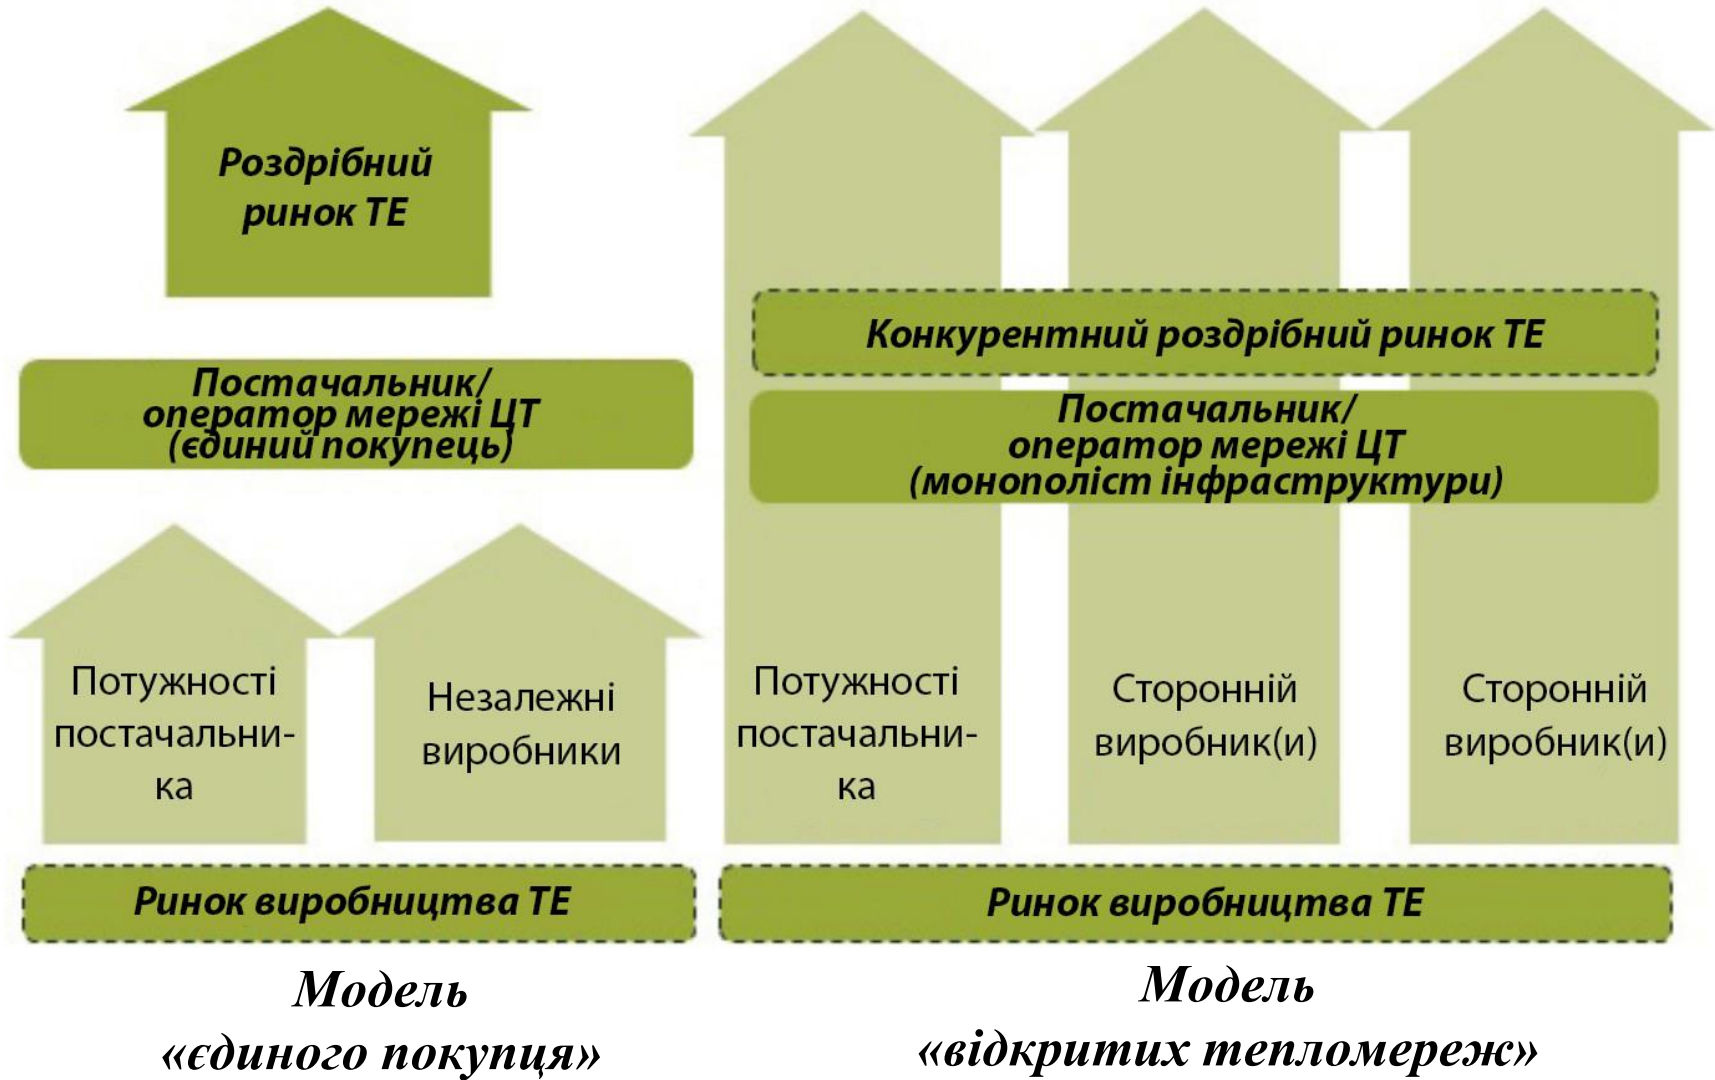 Роздрібний
ринок ТЕ
Постачальник/
оператор мережі ЦТ
(єдиний покупець)
Потужності
постачальни-
ка
Незалежні
виробники
Ринок виробництва ТЕ
Модель
«єдиного покупця»
Конкурентний роздрібний ринок ТЕ
Постачальник/
оператор мережі ЦТ
(монополіст інфраструктури)
Потужності
постачальни-
ка
Сторонній
виробник(и)
Сторонній
виробник(и)
Ринок виробництва ТЕ
Модель
«відкритих тепломереж»